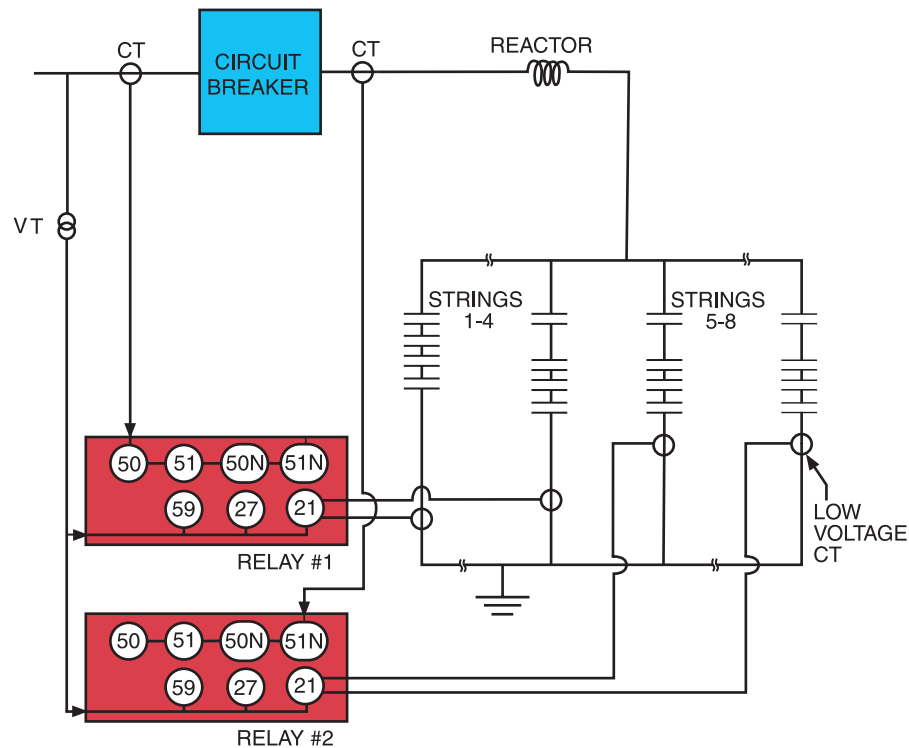 CT
CIRCUIT
BREAKER
CT
REACTOR
VT
STRINGS
1-4
STRINGS
5-8
50
51
50N
51N
59
27
21
RELAY #1
LOW
VOLTAGE
CT
50
51
50N
51N
59
27
21
RELAY #2